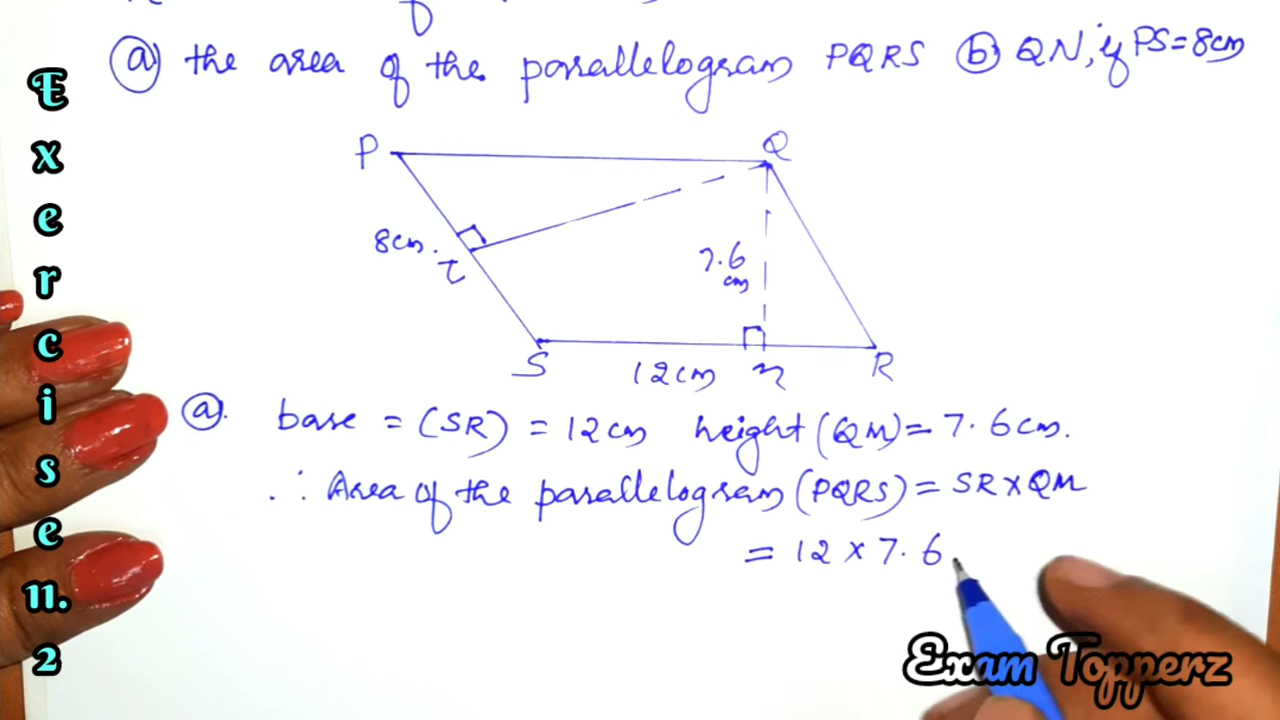 (a) the area of the parallelogram PQRS (b) QN, if PS = 8cm
P
Q
8cm.
7.6
cm
S
12cm
R
(a). base = (SR) = 12cm height (QM) = 7.6cm.
∴ Area of the parallelogram (PQRS) = SR × QM
= 12 × 7.6
Exercise 11.2
Exam Topperz